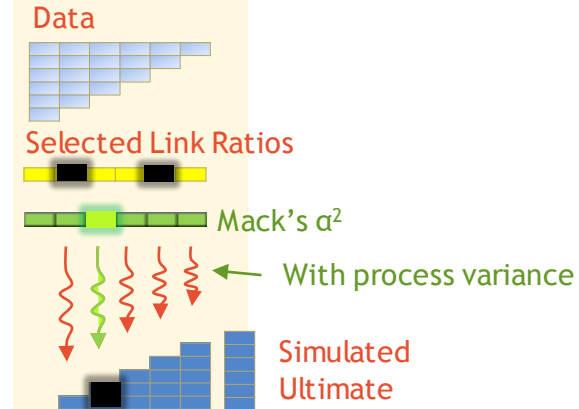 Data
Selected Link Ratios
Mack's α²
With process variance
Simulated
Ultimate